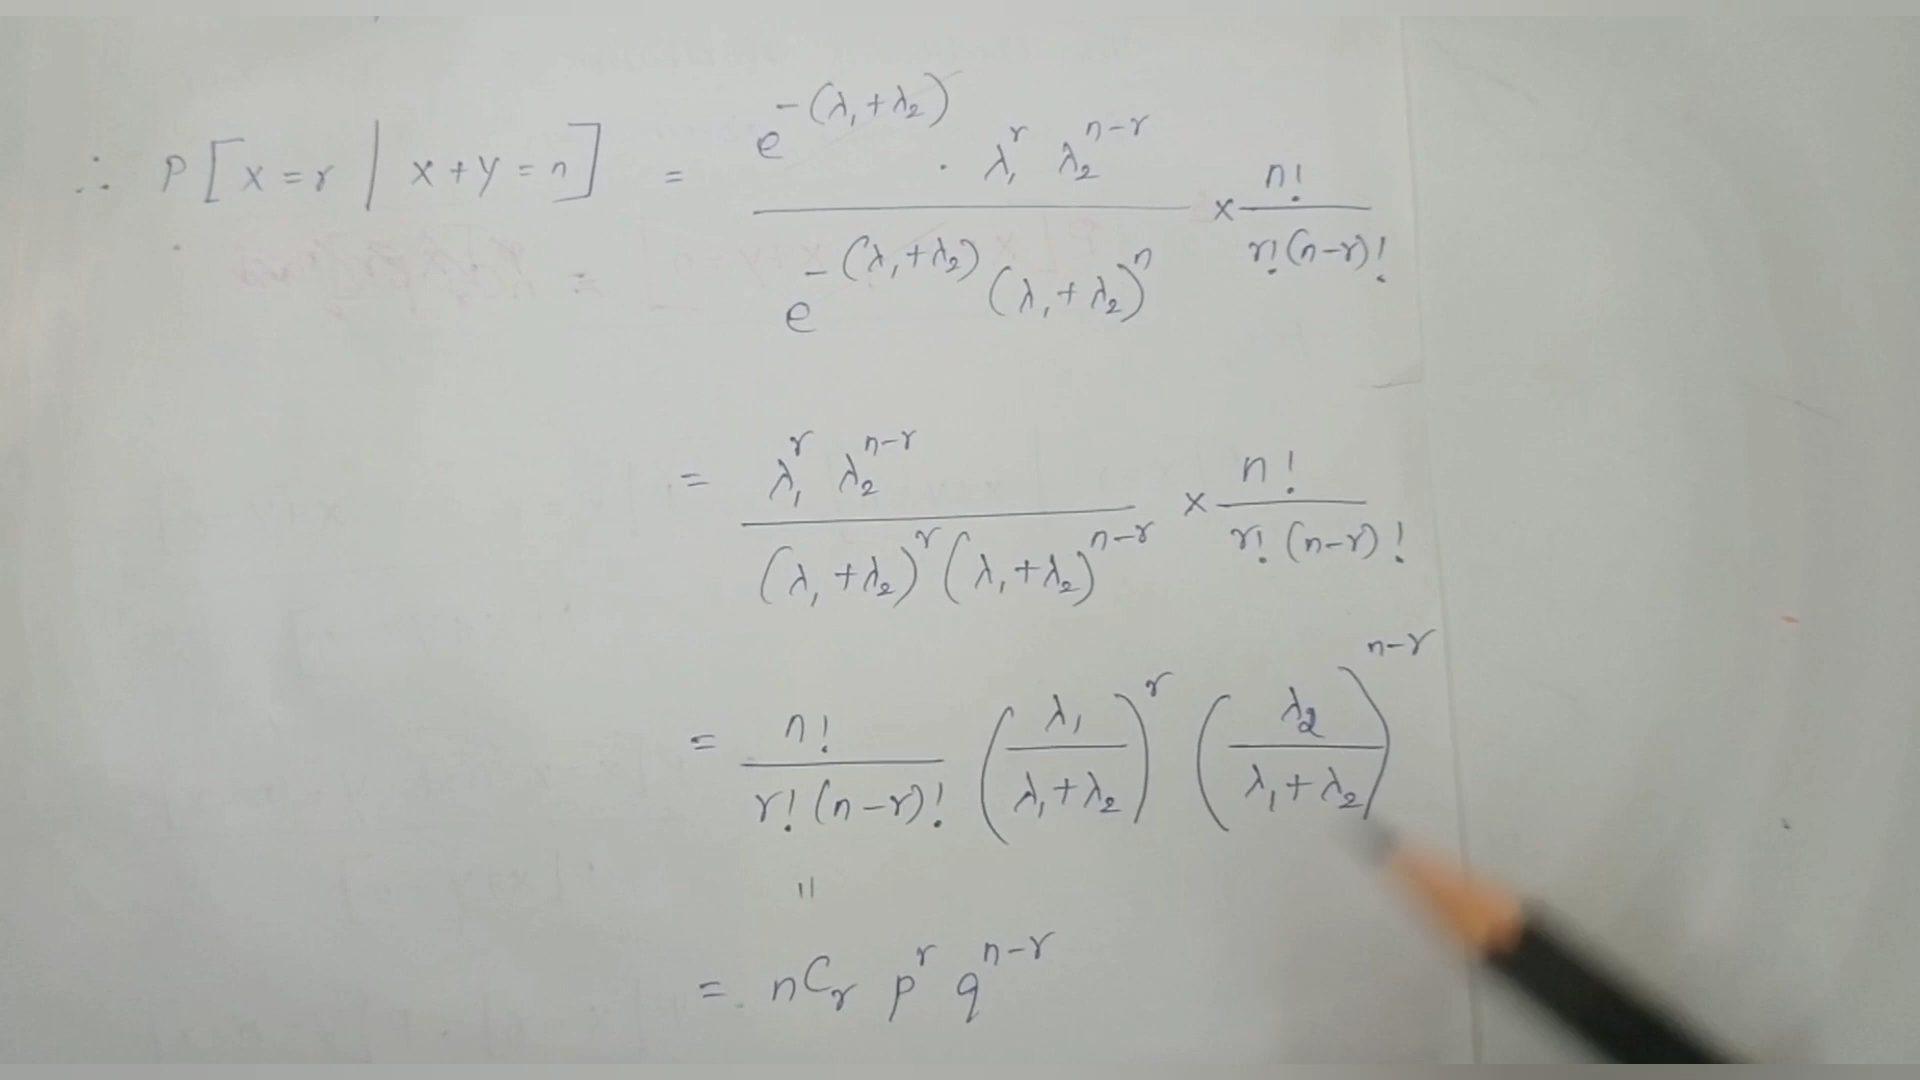 ∴ P[x=r | x+y=n] = e^{-(λ₁+λ₂)} · λ₁^r λ₂^{n-r} / e^{-(λ₁+λ₂)} (λ₁+λ₂)^n × n! / r!(n-r)!
= λ₁^r λ₂^{n-r} / (λ₁+λ₂)^r (λ₁+λ₂)^{n-r} × n! / r!(n-r)!
= n! / r!(n-r)! (λ₁ / λ₁+λ₂)^r (λ₂ / λ₁+λ₂)^{n-r}
"
= nCr p^r q^{n-r}